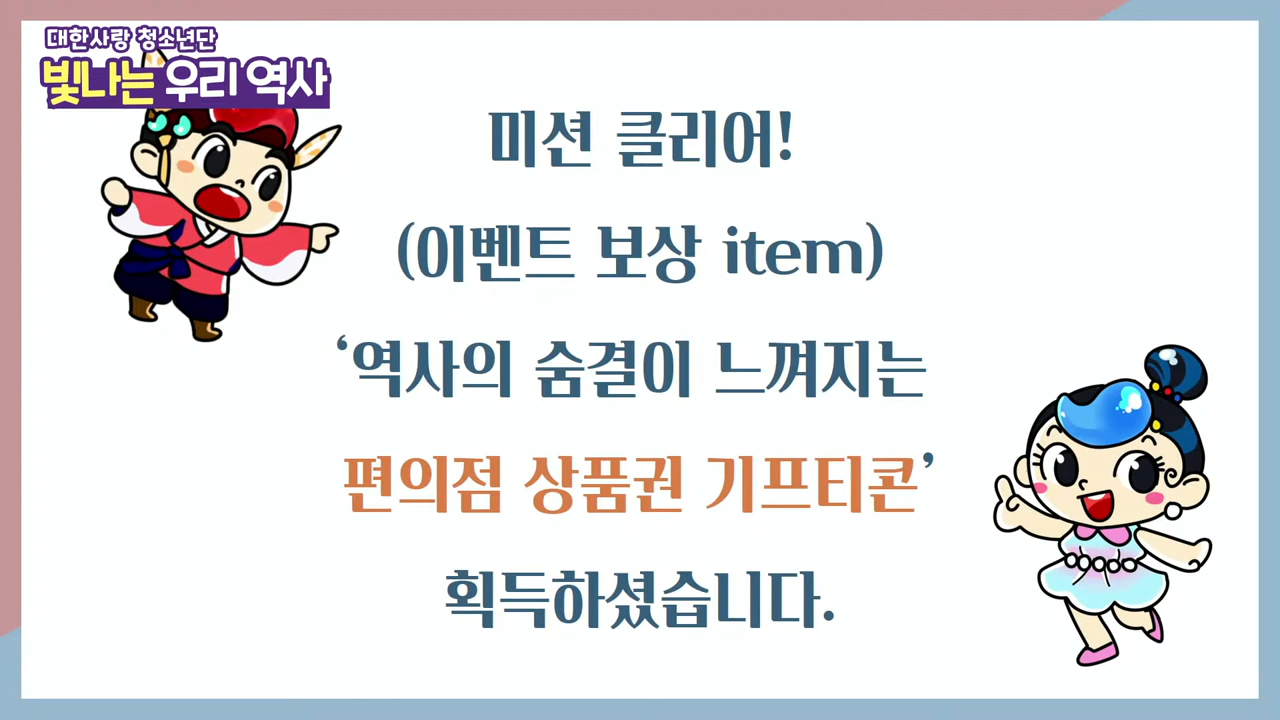 대한사랑 청소년단
빛나는 우리 역사
미션 클리어!
(이벤트 보상 item)
‘역사의 숨결이 느껴지는
편의점 상품권 기프티콘’
획득하셨습니다.